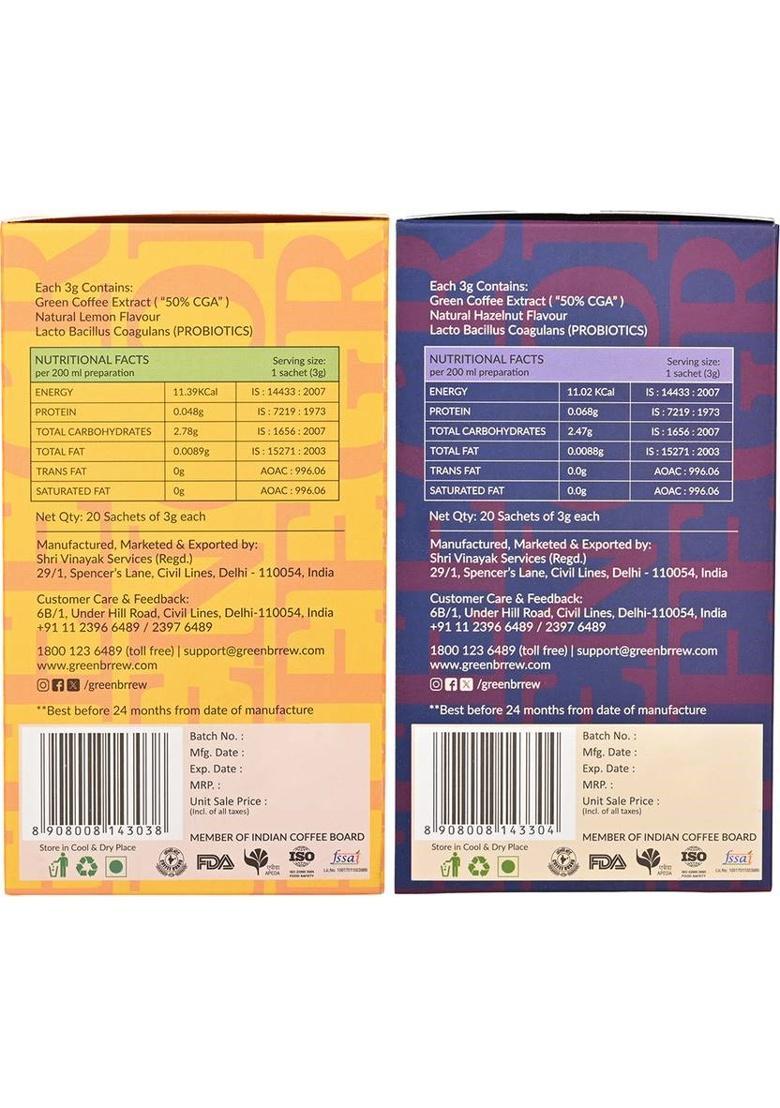 Each 3g Contains:
Green Coffee Extract ( “50% CGA” )
Natural Lemon Flavour
Lacto Bacillus Coagulans (PROBIOTICS)
NUTRITIONAL FACTS Serving size:
per 200 ml preparation 1 sachet (3g)
ENERGY 11.39KCal IS : 14433 : 2007
PROTEIN 0.048g IS : 7219 : 1973
TOTAL CARBOHYDRATES 2.78g IS : 1656 : 2007
TOTAL FAT 0.0089g IS : 15271 : 2003
TRANS FAT 0g AOAC : 996.06
SATURATED FAT 0g AOAC : 996.06
Net Qty: 20 Sachets of 3g each
Manufactured, Marketed & Exported by:
Shri Vinayak Services (Regd.)
29/1, Spencer’s Lane, Civil Lines, Delhi - 110054, India
Customer Care & Feedback:
6B/1, Under Hill Road, Civil Lines, Delhi-110054, India
+91 11 2396 6489 / 2397 6489
1800 123 6489 (toll free) | support@greenbrrew.com
www.greenbrrew.com
/greenbrrew
**Best before 24 months from date of manufacture
Batch No. :
Mfg. Date :
Exp. Date :
MRP. :
Unit Sale Price :
(Incl. of all taxes)
8 908008 143038
MEMBER OF INDIAN COFFEE BOARD
Store in Cool & Dry Place
FDA APEDA ISO fssai
Each 3g Contains:
Green Coffee Extract ( “50% CGA” )
Natural Hazelnut Flavour
Lacto Bacillus Coagulans (PROBIOTICS)
NUTRITIONAL FACTS Serving size:
per 200 ml preparation 1 sachet (3g)
ENERGY 11.02 KCal IS : 14433 : 2007
PROTEIN 0.068g IS : 7219 : 1973
TOTAL CARBOHYDRATES 2.47g IS : 1656 : 2007
TOTAL FAT 0.0088g IS : 15271 : 2003
TRANS FAT 0.0g AOAC : 996.06
SATURATED FAT 0.0g AOAC : 996.06
Net Qty: 20 Sachets of 3g each
Manufactured, Marketed & Exported by:
Shri Vinayak Services (Regd.)
29/1, Spencer’s Lane, Civil Lines, Delhi - 110054, India
Customer Care & Feedback:
6B/1, Under Hill Road, Civil Lines, Delhi-110054, India
+91 11 2396 6489 / 2397 6489
1800 123 6489 (toll free) | support@greenbrrew.com
www.greenbrrew.com
/greenbrrew
**Best before 24 months from date of manufacture
Batch No. :
Mfg. Date :
Exp. Date :
MRP. :
Unit Sale Price :
(Incl. of all taxes)
8 908008 143304
MEMBER OF INDIAN COFFEE BOARD
Store in Cool & Dry Place
FDA APEDA ISO fssai